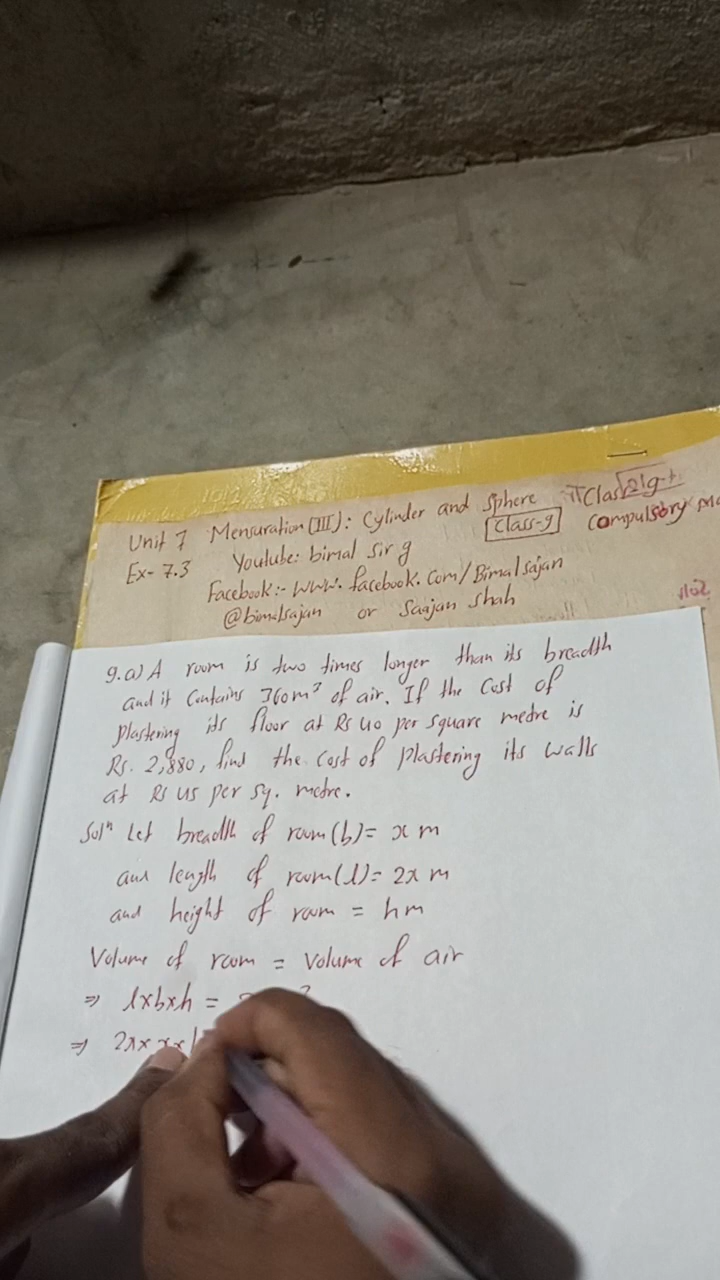 Unit 7 Mensuration (III): Cylinder and Sphere
Class-9 Compulsory
Ex- 7.3 Youtube: bimal sir g
Facebook:- www.facebook.com/Bimalsajan
@bimalsajan or Saajan Shah
9.a) A room is two times longer than its breadth
and it contains 360m³ of air. If the cost of
plastering its floor at Rs 40 per square metre is
Rs. 2,880, find the cost of plastering its walls
at Rs 45 per sq. metre.
Solⁿ Let breadth of room(b)= x m
and length of room(l)= 2x m
and height of room = hm
Volume of room = Volume of air
⇒ l×b×h =
⇒ 2x× x×